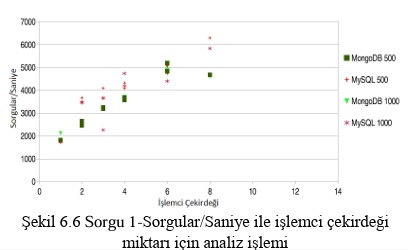 7000
6000
5000
4000
3000
2000
1000
0
Sorgular/Saniye
0 2 4 6 8 10 12 14
İşlemci Çekirdeği
MongoDB 500
MySQL 500
MongoDB 1000
MySQL 1000
Şekil 6.6 Sorgu 1-Sorgular/Saniye ile işlemci çekirdeği
miktarı için analiz işlemi